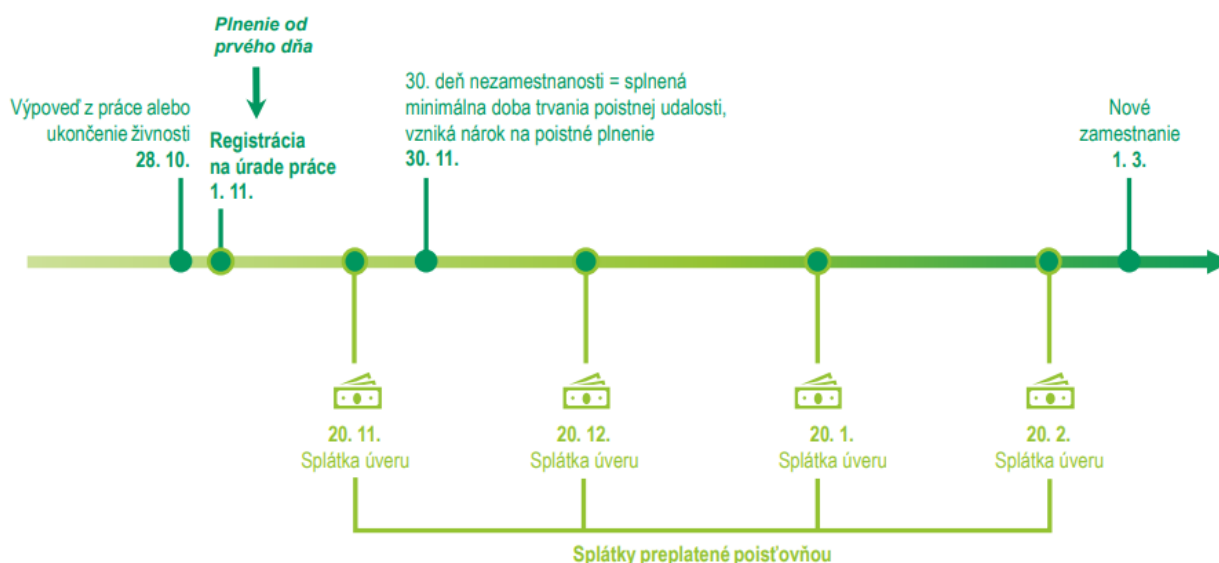 Plnenie od
prvého dňa
Výpoveď z práce alebo
ukončenie živnosti
28. 10.
Registrácia
na úrade práce
1. 11.
30. deň nezamestnanosti = splnená
minimálna doba trvania poistnej udalosti,
vzniká nárok na poistné plnenie
30. 11.
Nové
zamestnanie
1. 3.
20. 11.
Splátka úveru
20. 12.
Splátka úveru
20. 1.
Splátka úveru
20. 2.
Splátka úveru
Splátky preplatené poisťovňou